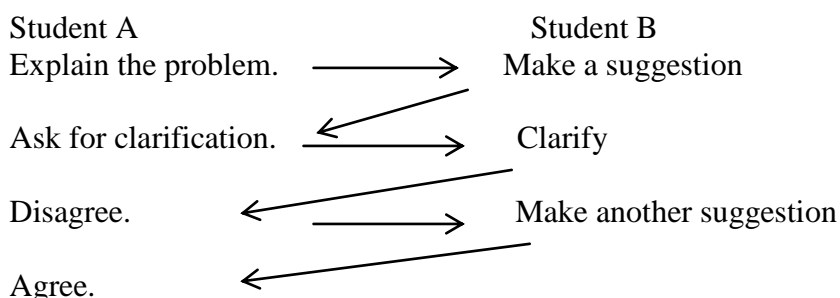 Student A Student B
Explain the problem. Make a suggestion
Ask for clarification. Clarify
Disagree. Make another suggestion
Agree.